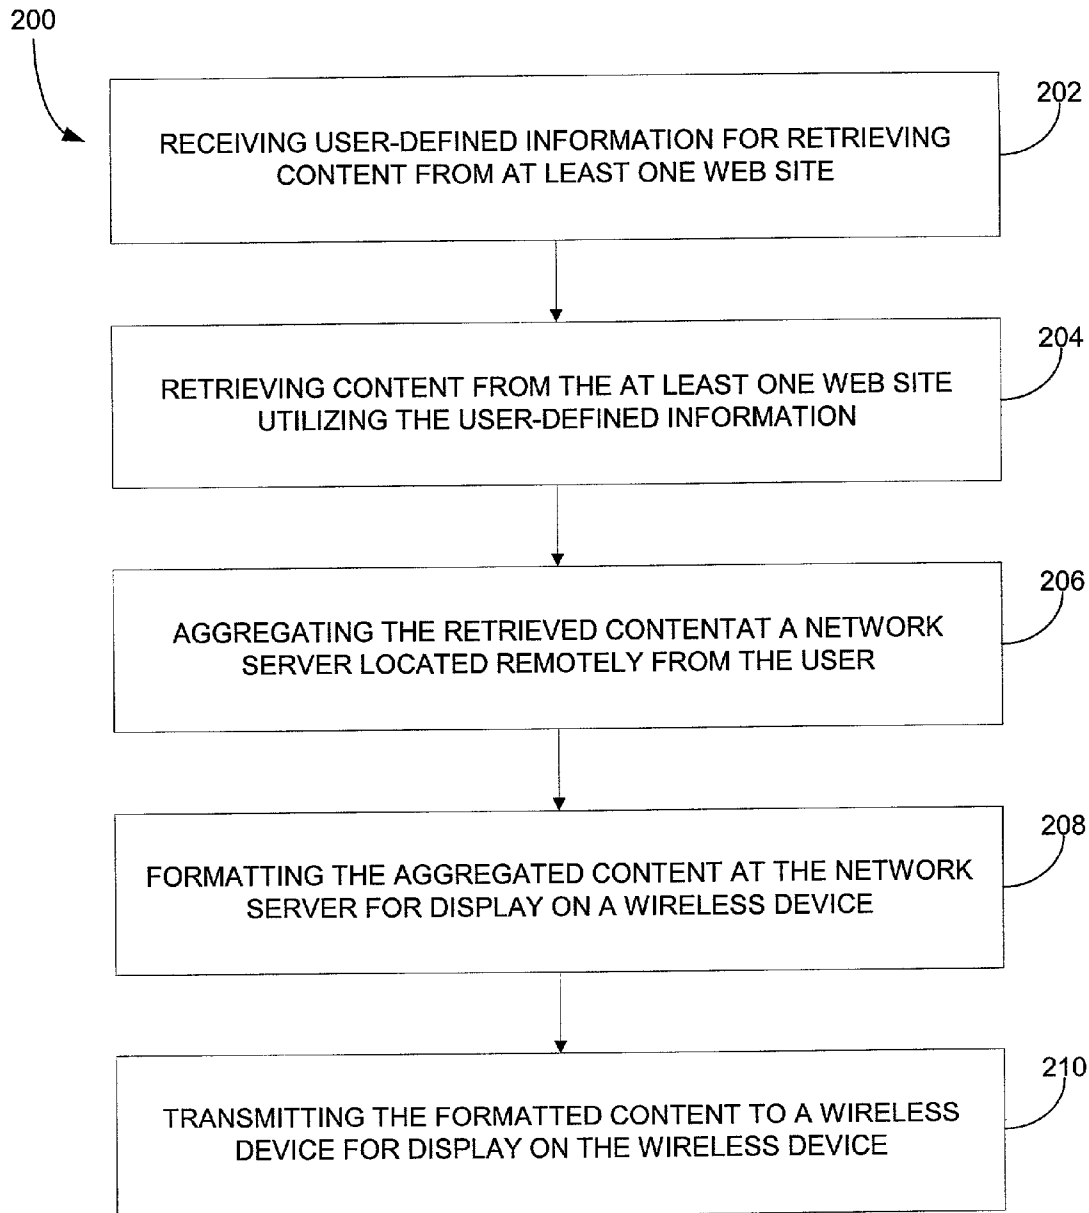 200
202
RECEIVING USER-DEFINED INFORMATION FOR RETRIEVING
CONTENT FROM AT LEAST ONE WEB SITE
204
RETRIEVING CONTENT FROM THE AT LEAST ONE WEB SITE
UTILIZING THE USER-DEFINED INFORMATION
206
AGGREGATING THE RETRIEVED CONTENTAT A NETWORK
SERVER LOCATED REMOTELY FROM THE USER
208
FORMATTING THE AGGREGATED CONTENT AT THE NETWORK
SERVER FOR DISPLAY ON A WIRELESS DEVICE
210
TRANSMITTING THE FORMATTED CONTENT TO A WIRELESS
DEVICE FOR DISPLAY ON THE WIRELESS DEVICE